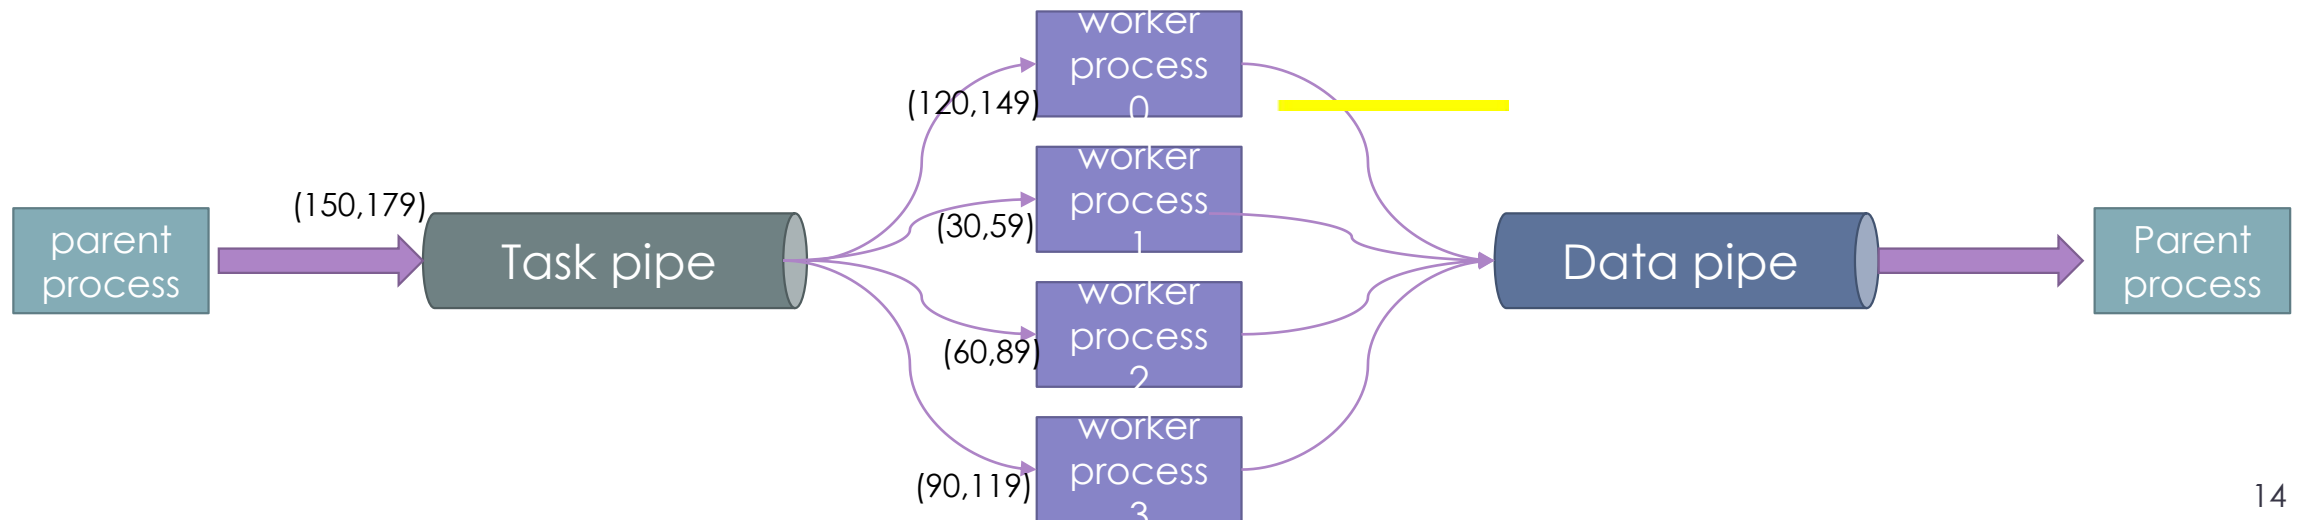 parent
process
(150,179)
Task pipe
(120,149)
worker
process
0
(30,59)
worker
process
1
(60,89)
worker
process
2
(90,119)
worker
process
3
Data pipe
Parent
process
14